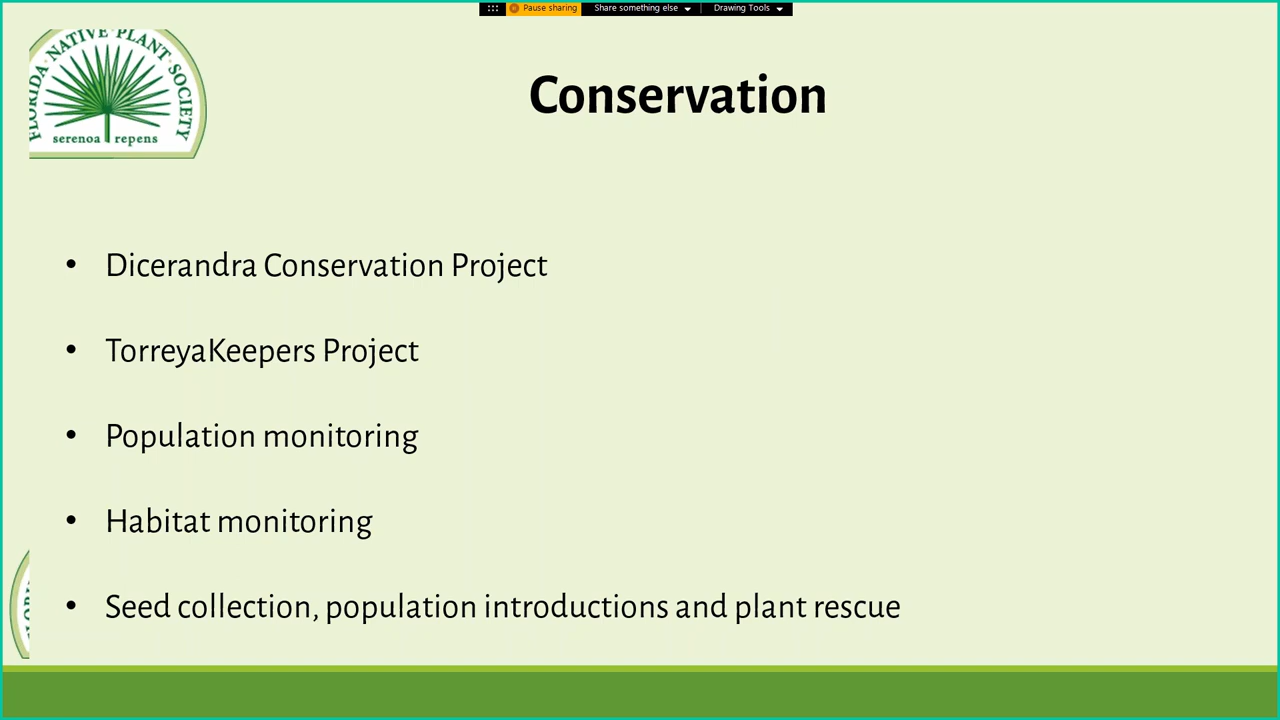 Pause sharing Share something else Drawing Tools
FLORIDA NATIVE PLANT SOCIETY
serenoa repens
Conservation
• Dicerandra Conservation Project
• TorreyaKeepers Project
• Population monitoring
• Habitat monitoring
• Seed collection, population introductions and plant rescue